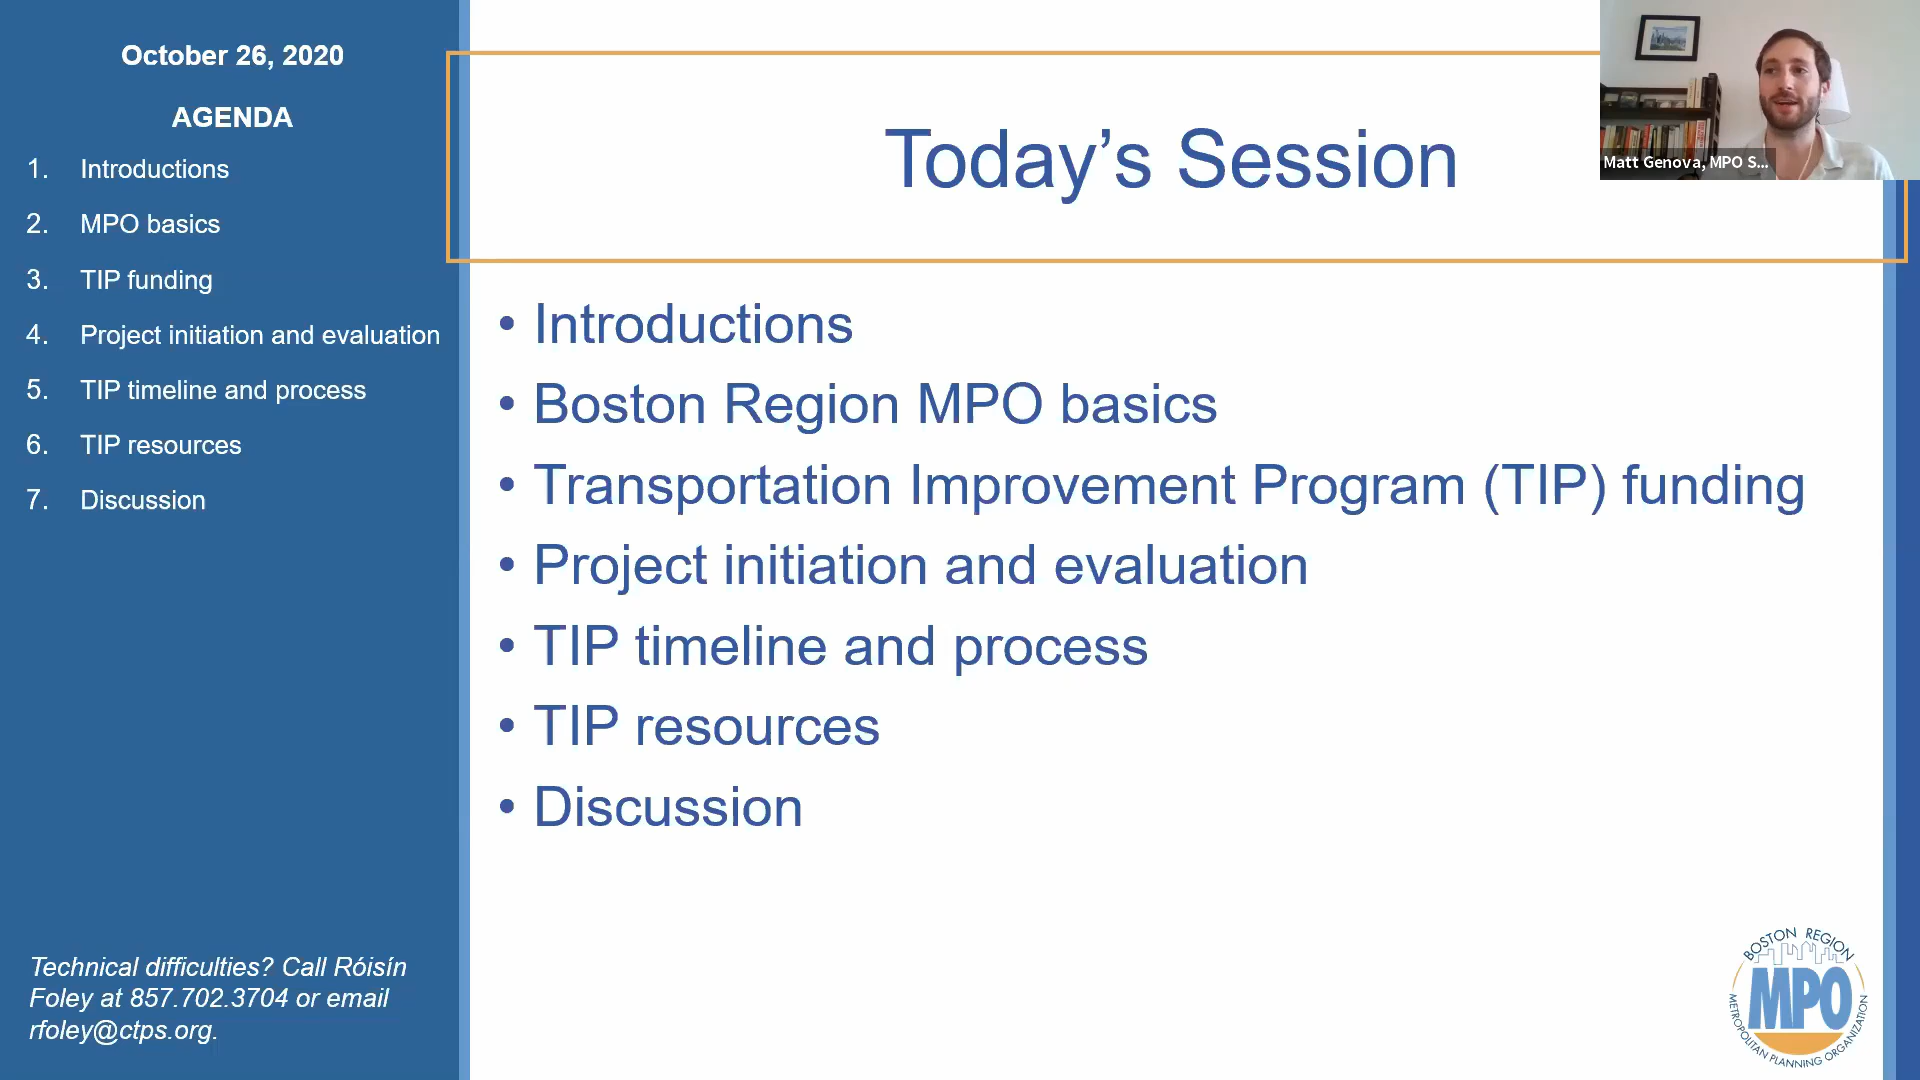 October 26, 2020
AGENDA
1. Introductions
2. MPO basics
3. TIP funding
4. Project initiation and evaluation
5. TIP timeline and process
6. TIP resources
7. Discussion
Technical difficulties? Call Róisín
Foley at 857.702.3704 or email
rfoley@ctps.org.
Today’s Session
Matt Genova, MPO S...
• Introductions
• Boston Region MPO basics
• Transportation Improvement Program (TIP) funding
• Project initiation and evaluation
• TIP timeline and process
• TIP resources
• Discussion
BOSTON REGION
MPO
METROPOLITAN PLANNING ORGANIZATION